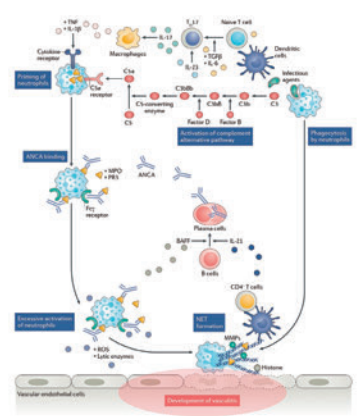 • TNF
• IL-1β
Cytokine
receptor
Macrophages
IL-17
Tₕ17
Naive T cell
• TGFβ
• IL-6
IL-23
Dendritic
cells
Infectious
agents
Priming of
neutrophils
C5a
receptor
C5a
C5-converting
enzyme
C5
C3bBb
C3bB
C3b
C3
Factor D
Factor B
Activation of complement
alternative pathway
Phagocytosis
by neutrophils
ANCA binding
• MPO
• PR3
ANCA
Fcγ
receptor
Plasma cells
BAFF
IL-21
B-cells
CD4⁺ T cells
Excessive activation
of neutrophils
NET
formation
MMPs
• ROS
• Lytic enzymes
Histone
Vascular endothelial cells
Development of vasculitis